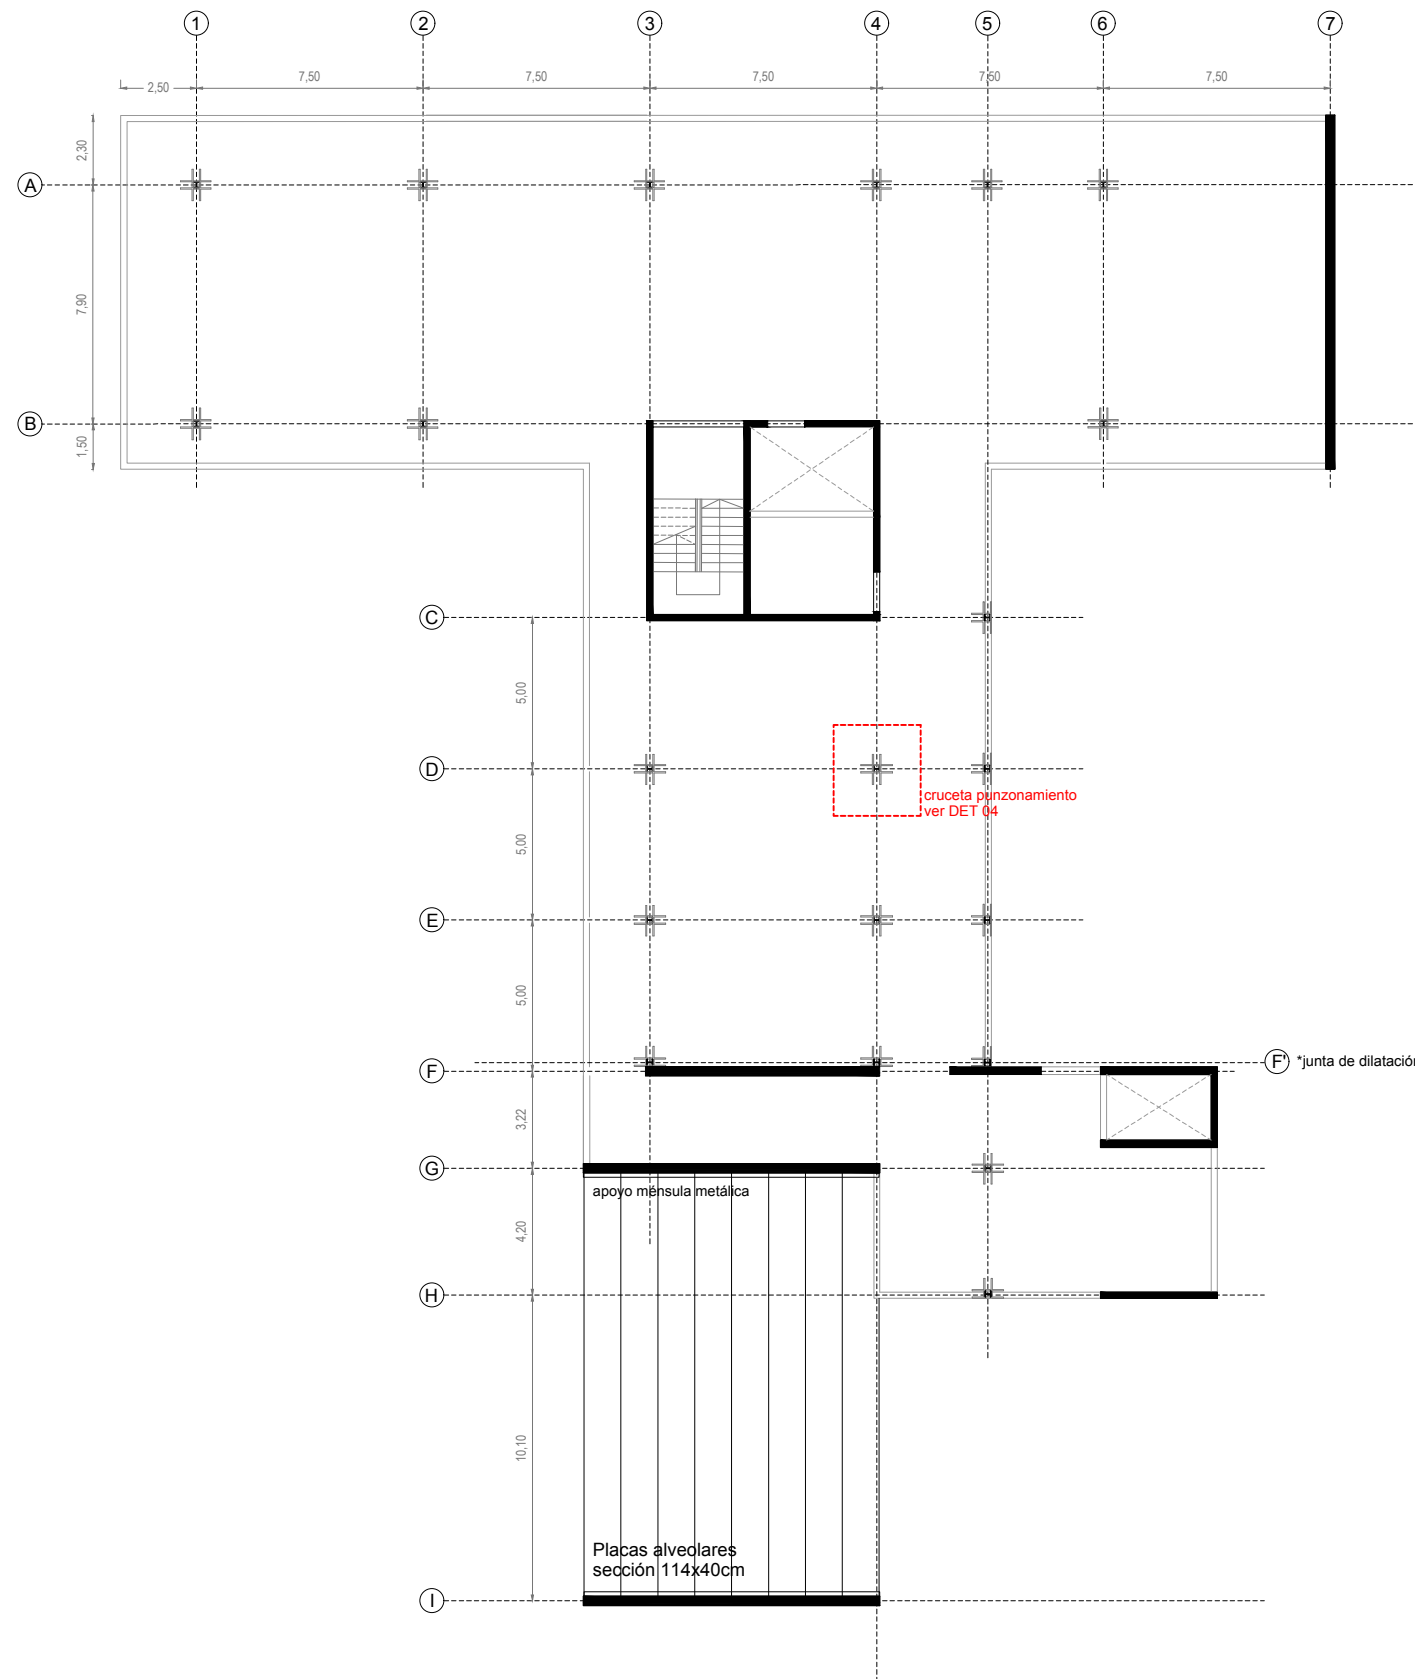 1 2 3 4 5 6 7
2,50 7,50 7,50 7,50 7,50 7,50
A
2,30
7,90
B
1,50
C
5,00
D
cruceta punzonamiento
ver DET 04
5,00
E
5,00
F
F' *junta de dilatación
3,22
G
apoyo ménsula metálica
4,20
H
10,10
Placas alveolares
sección 114x40cm
I